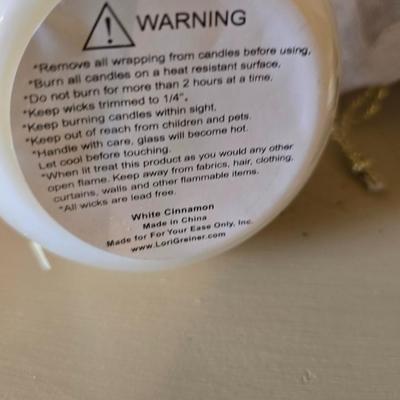 WARNING
*Remove all wrapping from candles before using,
*Burn all candles on a heat resistant surface.
*Do not burn for more than 2 hours at a time.
*Keep wicks trimmed to 1/4".
*Keep burning candles within sight.
*Keep out of reach from children and pets.
*Handle with care, glass will become hot.
Let cool before touching.
*When lit treat this product as you would any other
open flame. Keep away from fabrics, hair, clothing,
curtains, walls and other flammable items.
*All wicks are lead free.
White Cinnamon
Made in China
Made for For Your Ease Only, Inc.
www.LoriGreiner.com